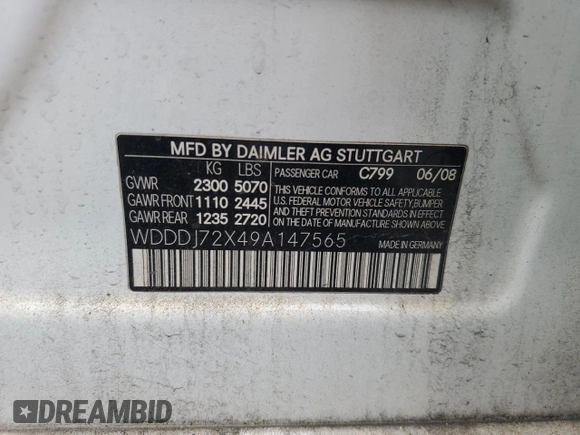 MFD BY DAIMLER AG STUTTGART
KG LBS PASSENGER CAR C799 06/08
GVWR 2300 5070
GAWR FRONT 1110 2445
GAWR REAR 1235 2720
THIS VEHICLE CONFORMS TO ALL APPLICABLE
U.S. FEDERAL MOTOR VEHICLE SAFETY,BUMPER
AND THEFT PREVENTION STANDARDS IN EFFECT
ON THE DATE OF MANUFACTURE SHOWN ABOVE
WDDDJ72X49A147565
MADE IN GERMANY
DREAMBID